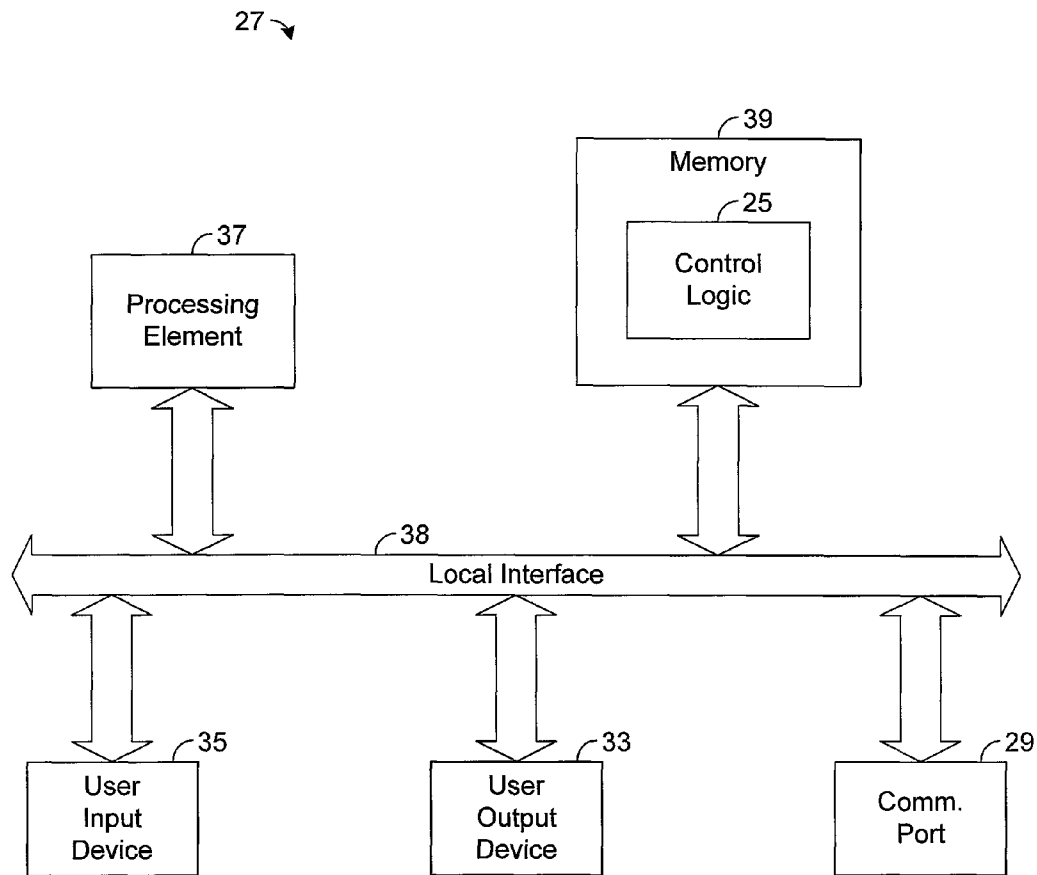 27
39
Memory
25
Control
Logic
37
Processing
Element
38
Local Interface
35
User
Input
Device
33
User
Output
Device
29
Comm.
Port